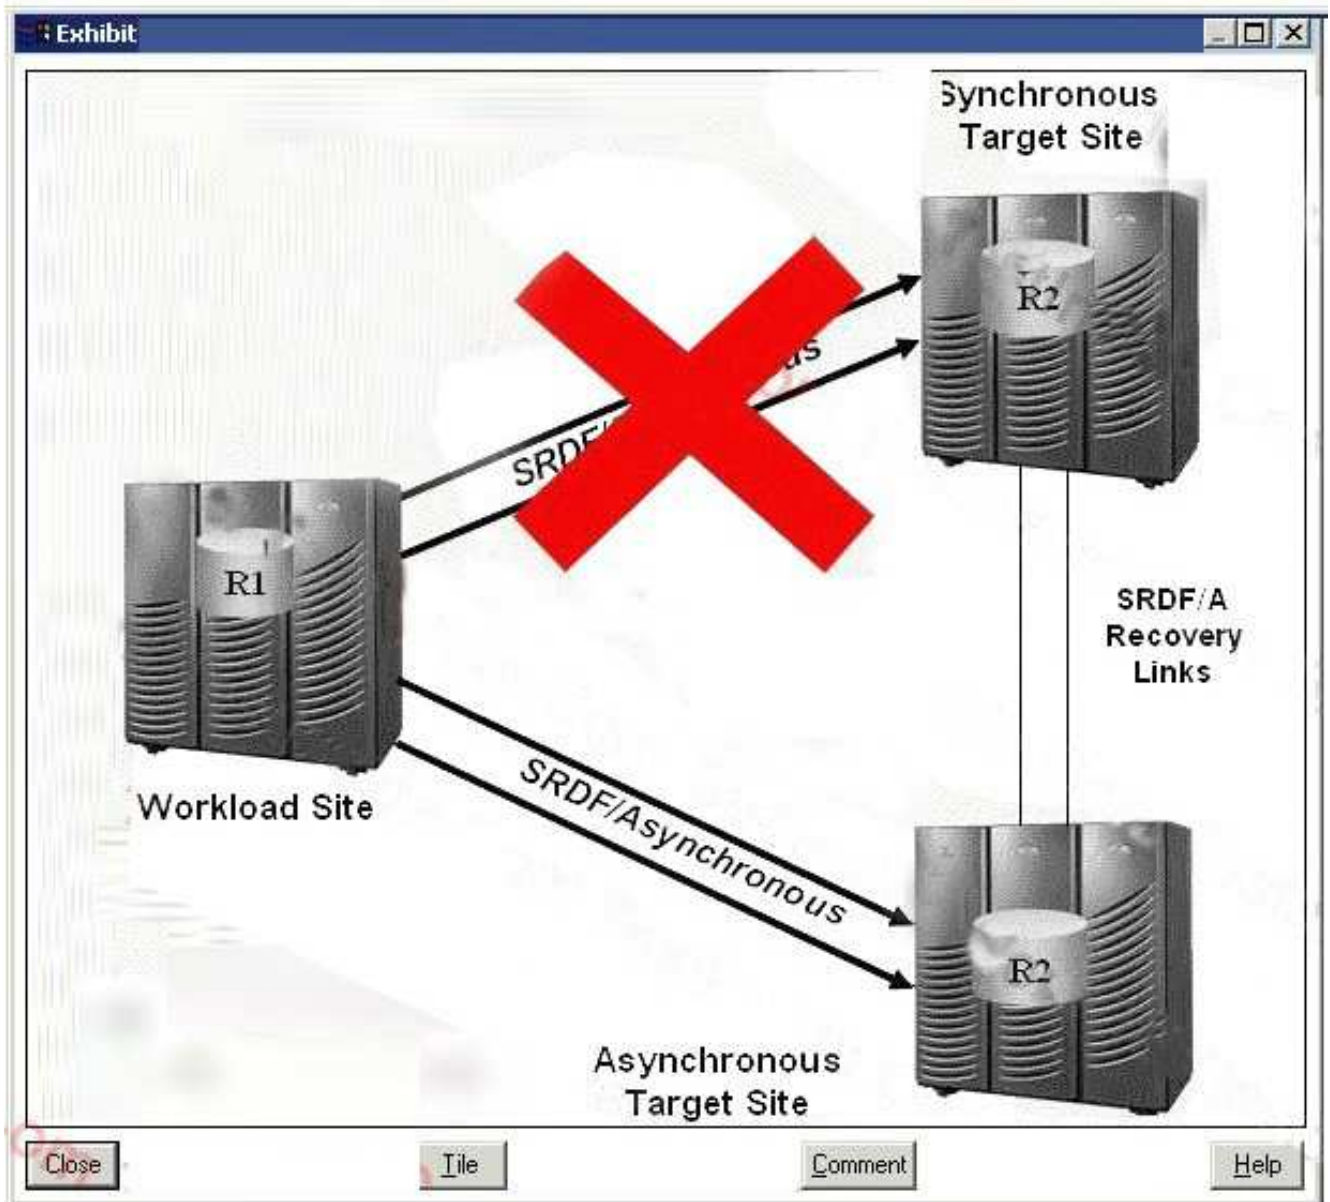 Exhibit
Synchronous
Target Site
R2
R1
SRDF/A
Recovery
Links
SRDF/Asynchronous
Workload Site
R2
Asynchronous
Target Site
Close
Tile
Comment
Help